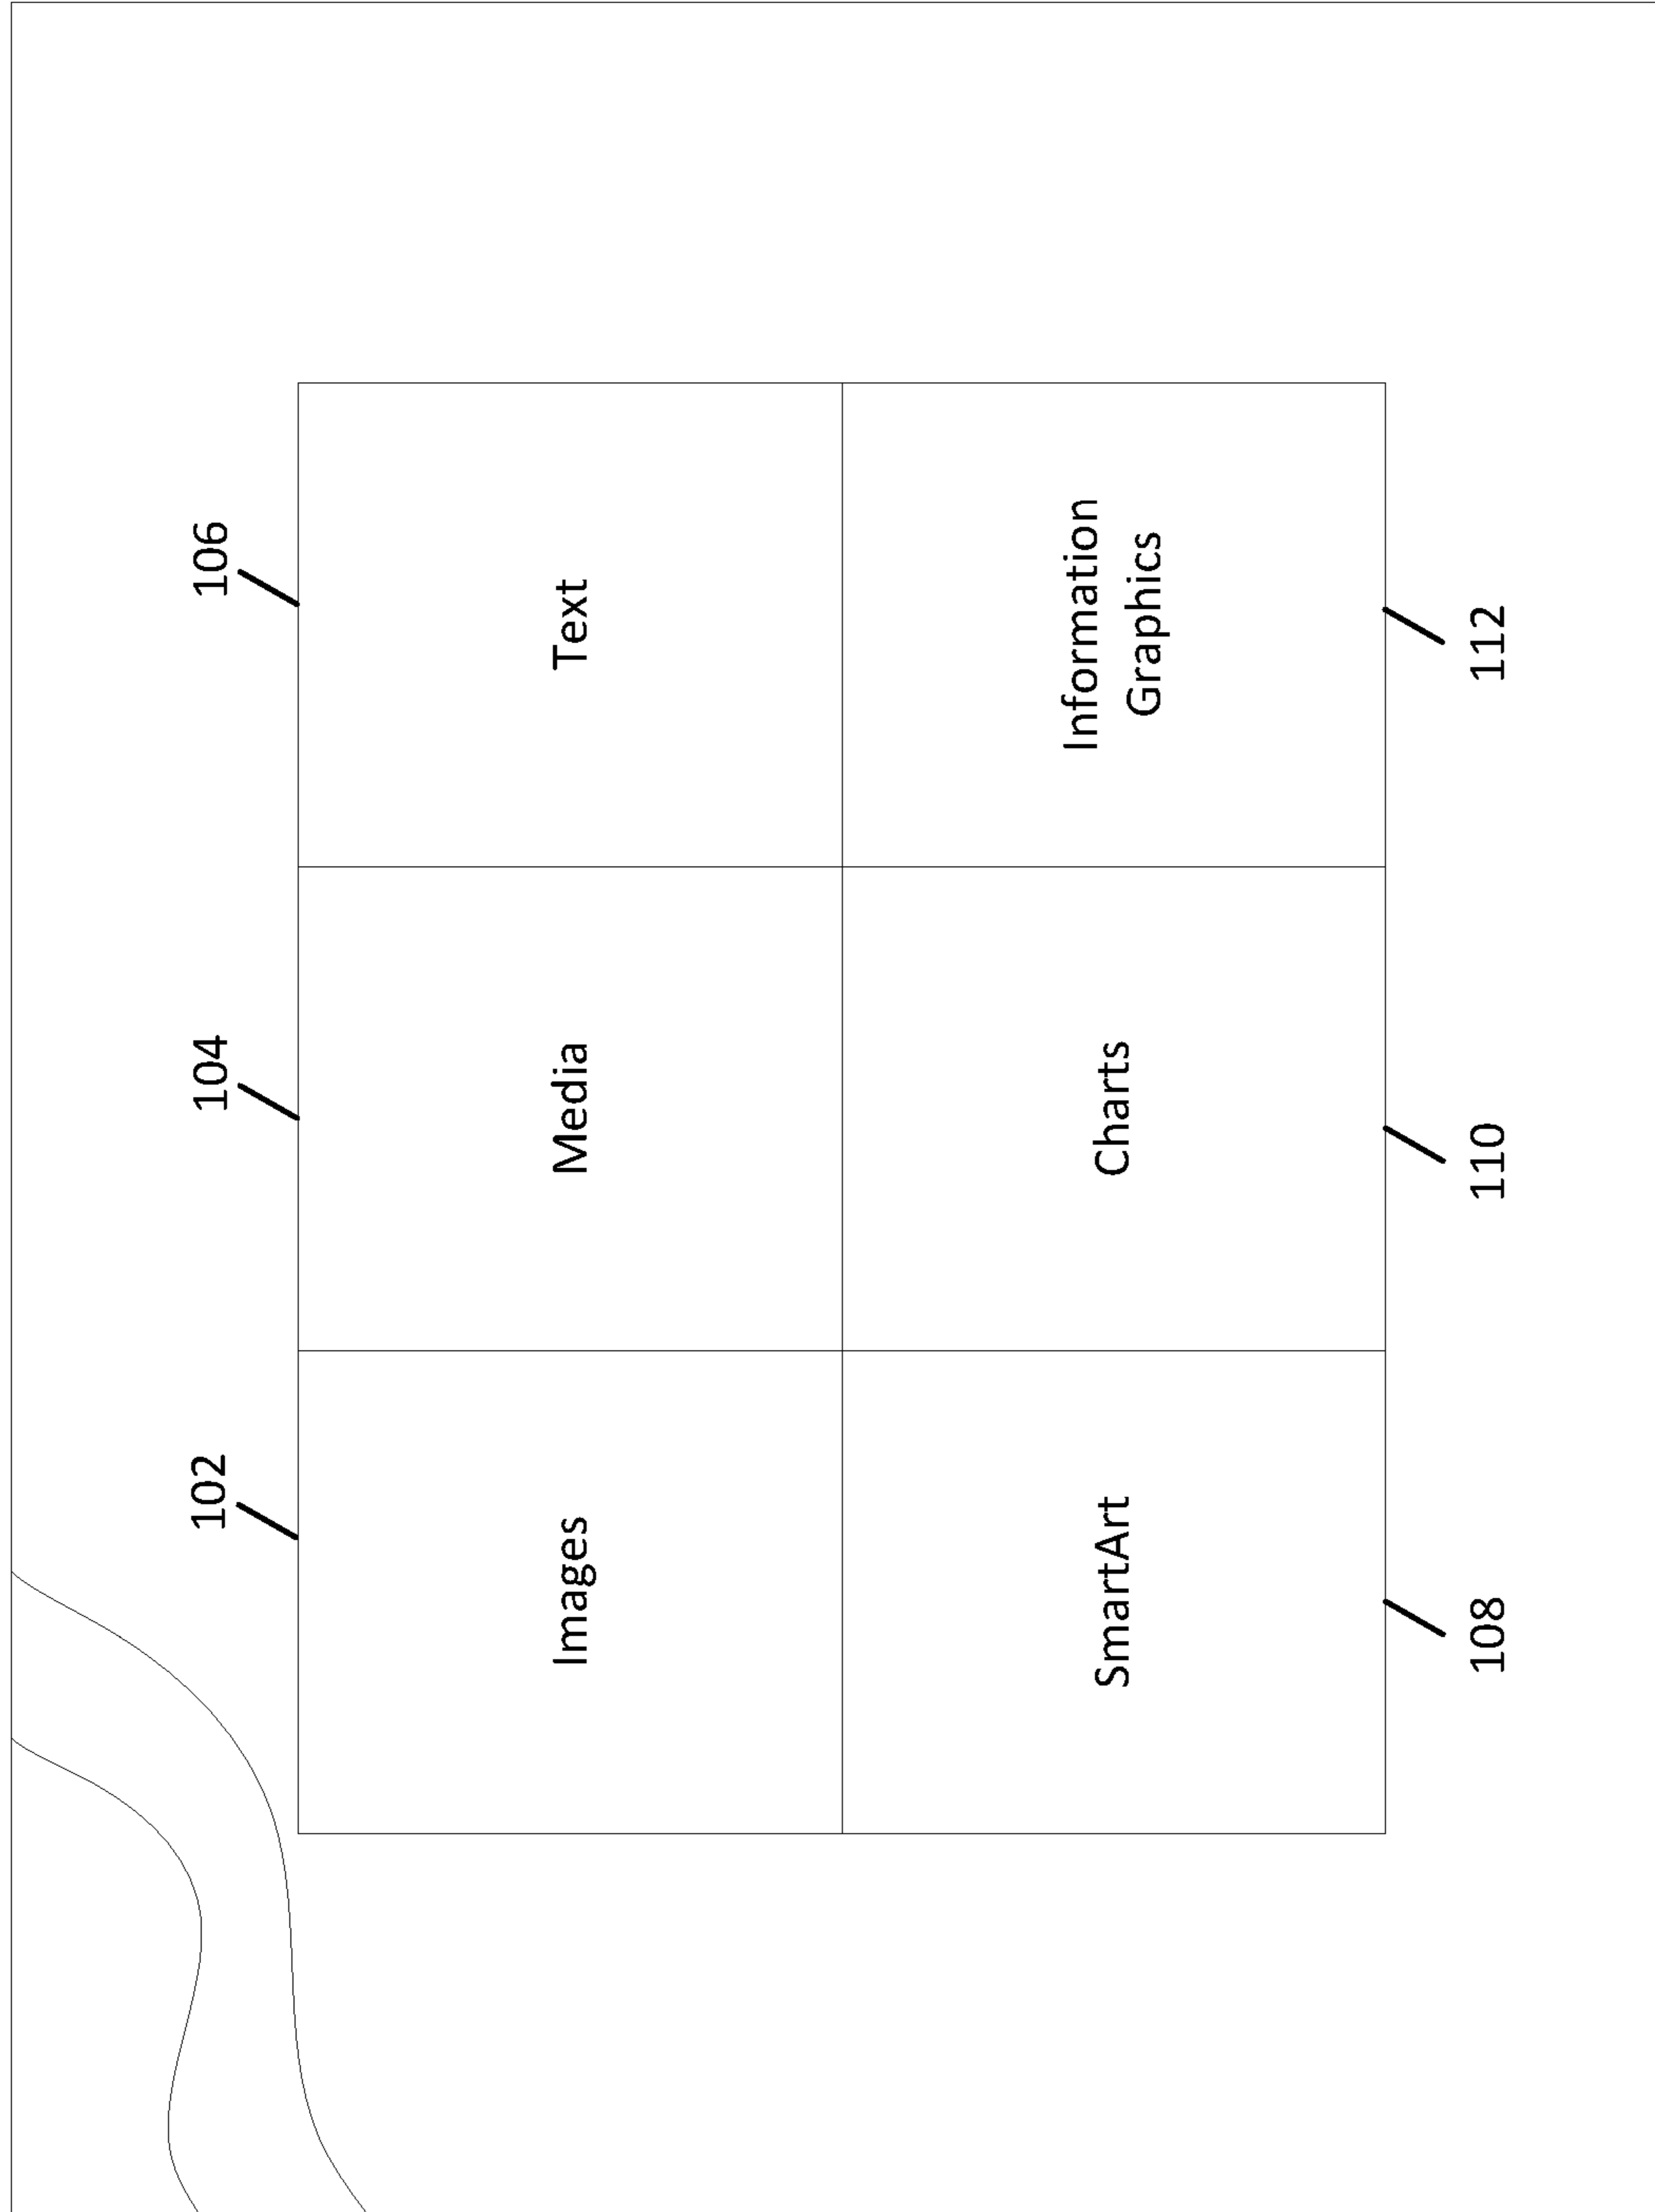 102
104
106
Images
Media
Text
SmartArt
Charts
Information
Graphics
108
110
112